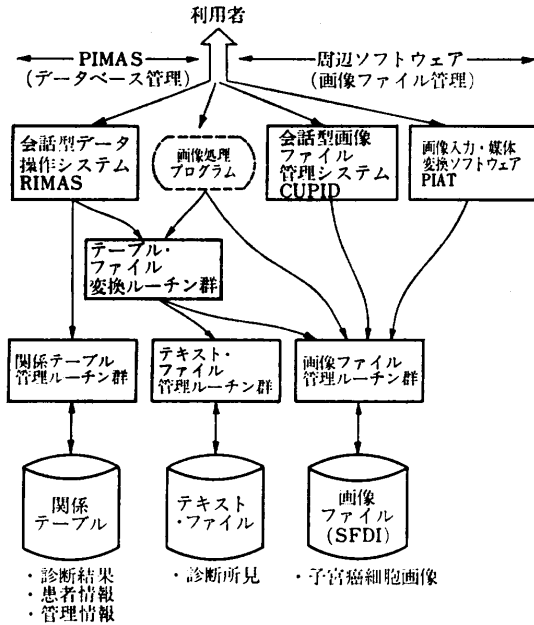 利用者
PIMAS
(データベース管理)
周辺ソフトウェア
(画像ファイル管理)
会話型データ
操作システム
RIMAS
画像処理
プログラム
会話型画像
ファイル
管理システム
CUPID
画像入力・媒体
変換ソフトウェア
PIAT
テーブル・
ファイル
変換ルーチン群
関係テーブル
管理ルーチン群
テキスト・
ファイル
管理ルーチン群
画像ファイル
管理ルーチン群
関係
テーブル
テキスト
・ファイル
画像
ファイル
(SFDI)
・診断結果
・患者情報
・管理情報
・診断所見
・子宮癌細胞画像